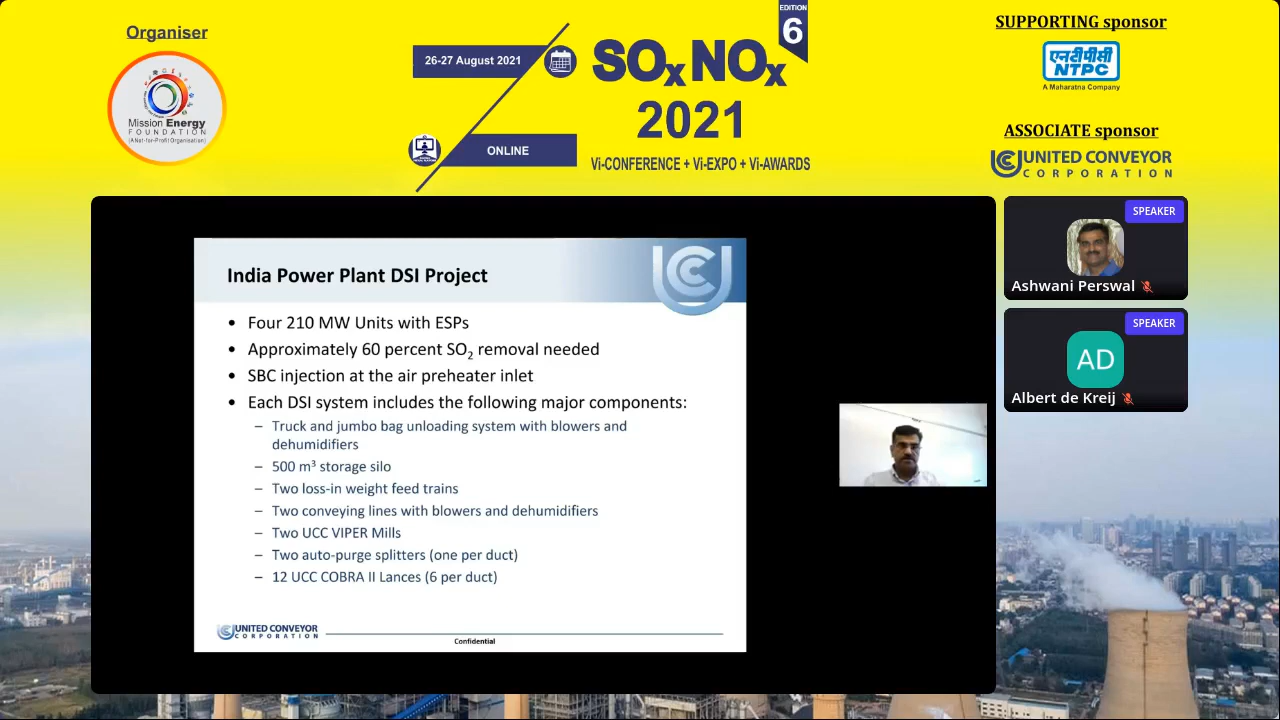 Organiser
Mission Energy
FOUNDATION
(A Net-for-Profit Organisation)
26-27 August 2021
ONLINE
EDITION
6
SOxNOx
2021
Vi-CONFERENCE + Vi-EXPO + Vi-AWARDS
SUPPORTING sponsor
एनटीपीसी
NTPC
A Maharatna Company
ASSOCIATE sponsor
UNITED CONVEYOR
CORPORATION
India Power Plant DSI Project
• Four 210 MW Units with ESPs
• Approximately 60 percent SO₂ removal needed
• SBC injection at the air preheater inlet
• Each DSI system includes the following major components:
– Truck and jumbo bag unloading system with blowers and
dehumidifiers
– 500 m³ storage silo
– Two loss-in weight feed trains
– Two conveying lines with blowers and dehumidifiers
– Two UCC VIPER Mills
– Two auto-purge splitters (one per duct)
– 12 UCC COBRA II Lances (6 per duct)
UNITED CONVEYOR
CORPORATION
Confidential
SPEAKER
Ashwani Perswal
SPEAKER
AD
Albert de Kreij